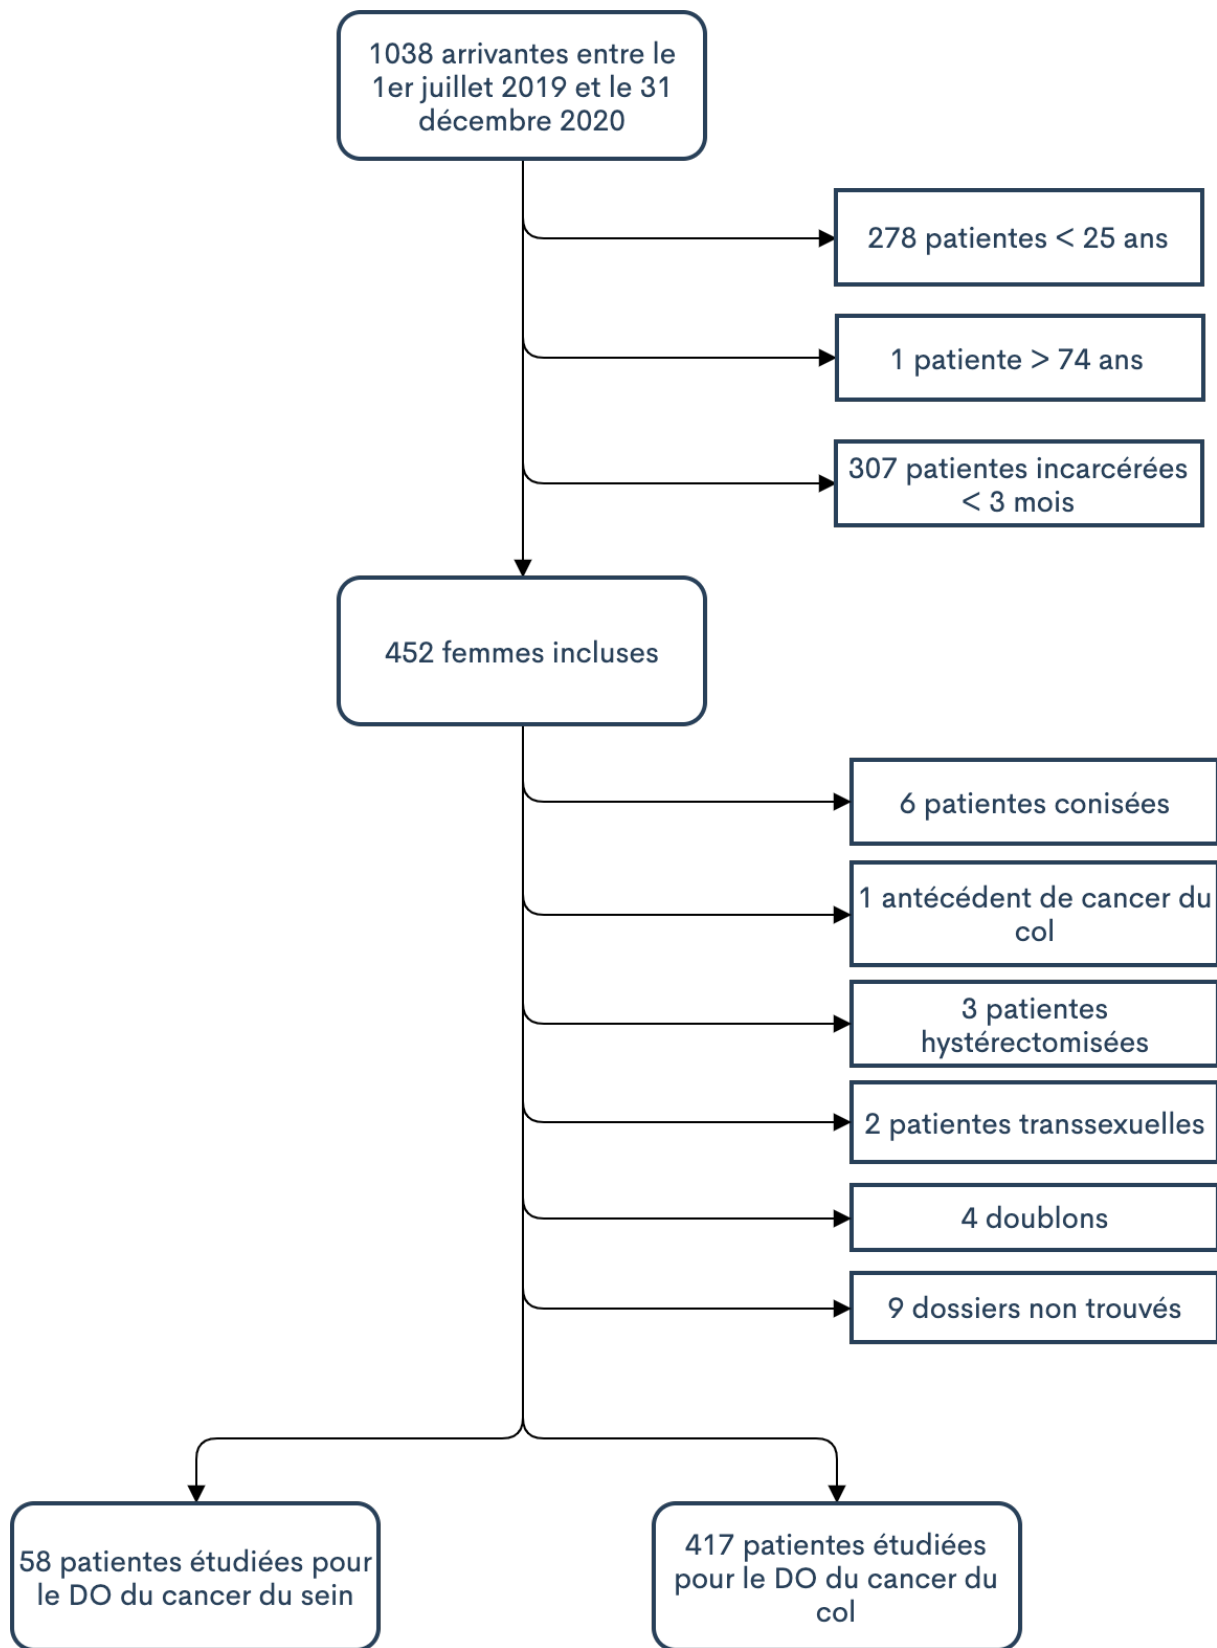 1038 arrivantes entre le
1er juillet 2019 et le 31
décembre 2020
278 patientes < 25 ans
1 patiente > 74 ans
307 patientes incarcérées
< 3 mois
452 femmes incluses
6 patientes conisées
1 antécédent de cancer du
col
3 patientes
hystérectomisées
2 patientes transsexuelles
4 doublons
9 dossiers non trouvés
58 patientes étudiées pour
le DO du cancer du sein
417 patientes étudiées
pour le DO du cancer du
col